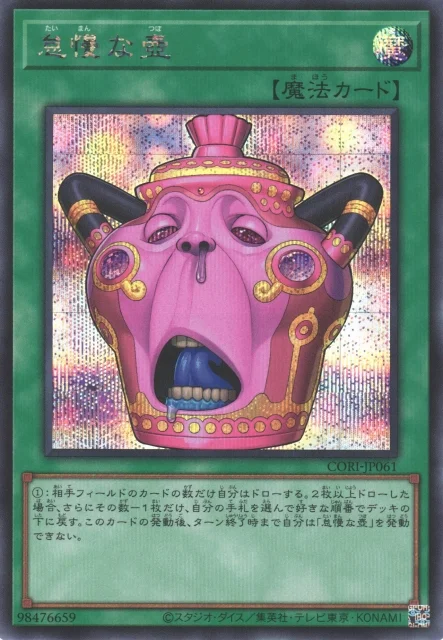 怠惰な壺
【魔法カード】
CORI-JP061
①：相手フィールドのカードの数だけ自分はドローする。２枚以上ドローした
場合、さらにその数－１枚だけ、自分の手札を選んで好きな順番でデッキの
下に戻す。このカードの発動後、ターン終了時まで自分は「怠惰な壺」を発動
できない。
98476659
©スタジオ・ダイス／集英社・テレビ東京・KONAMI